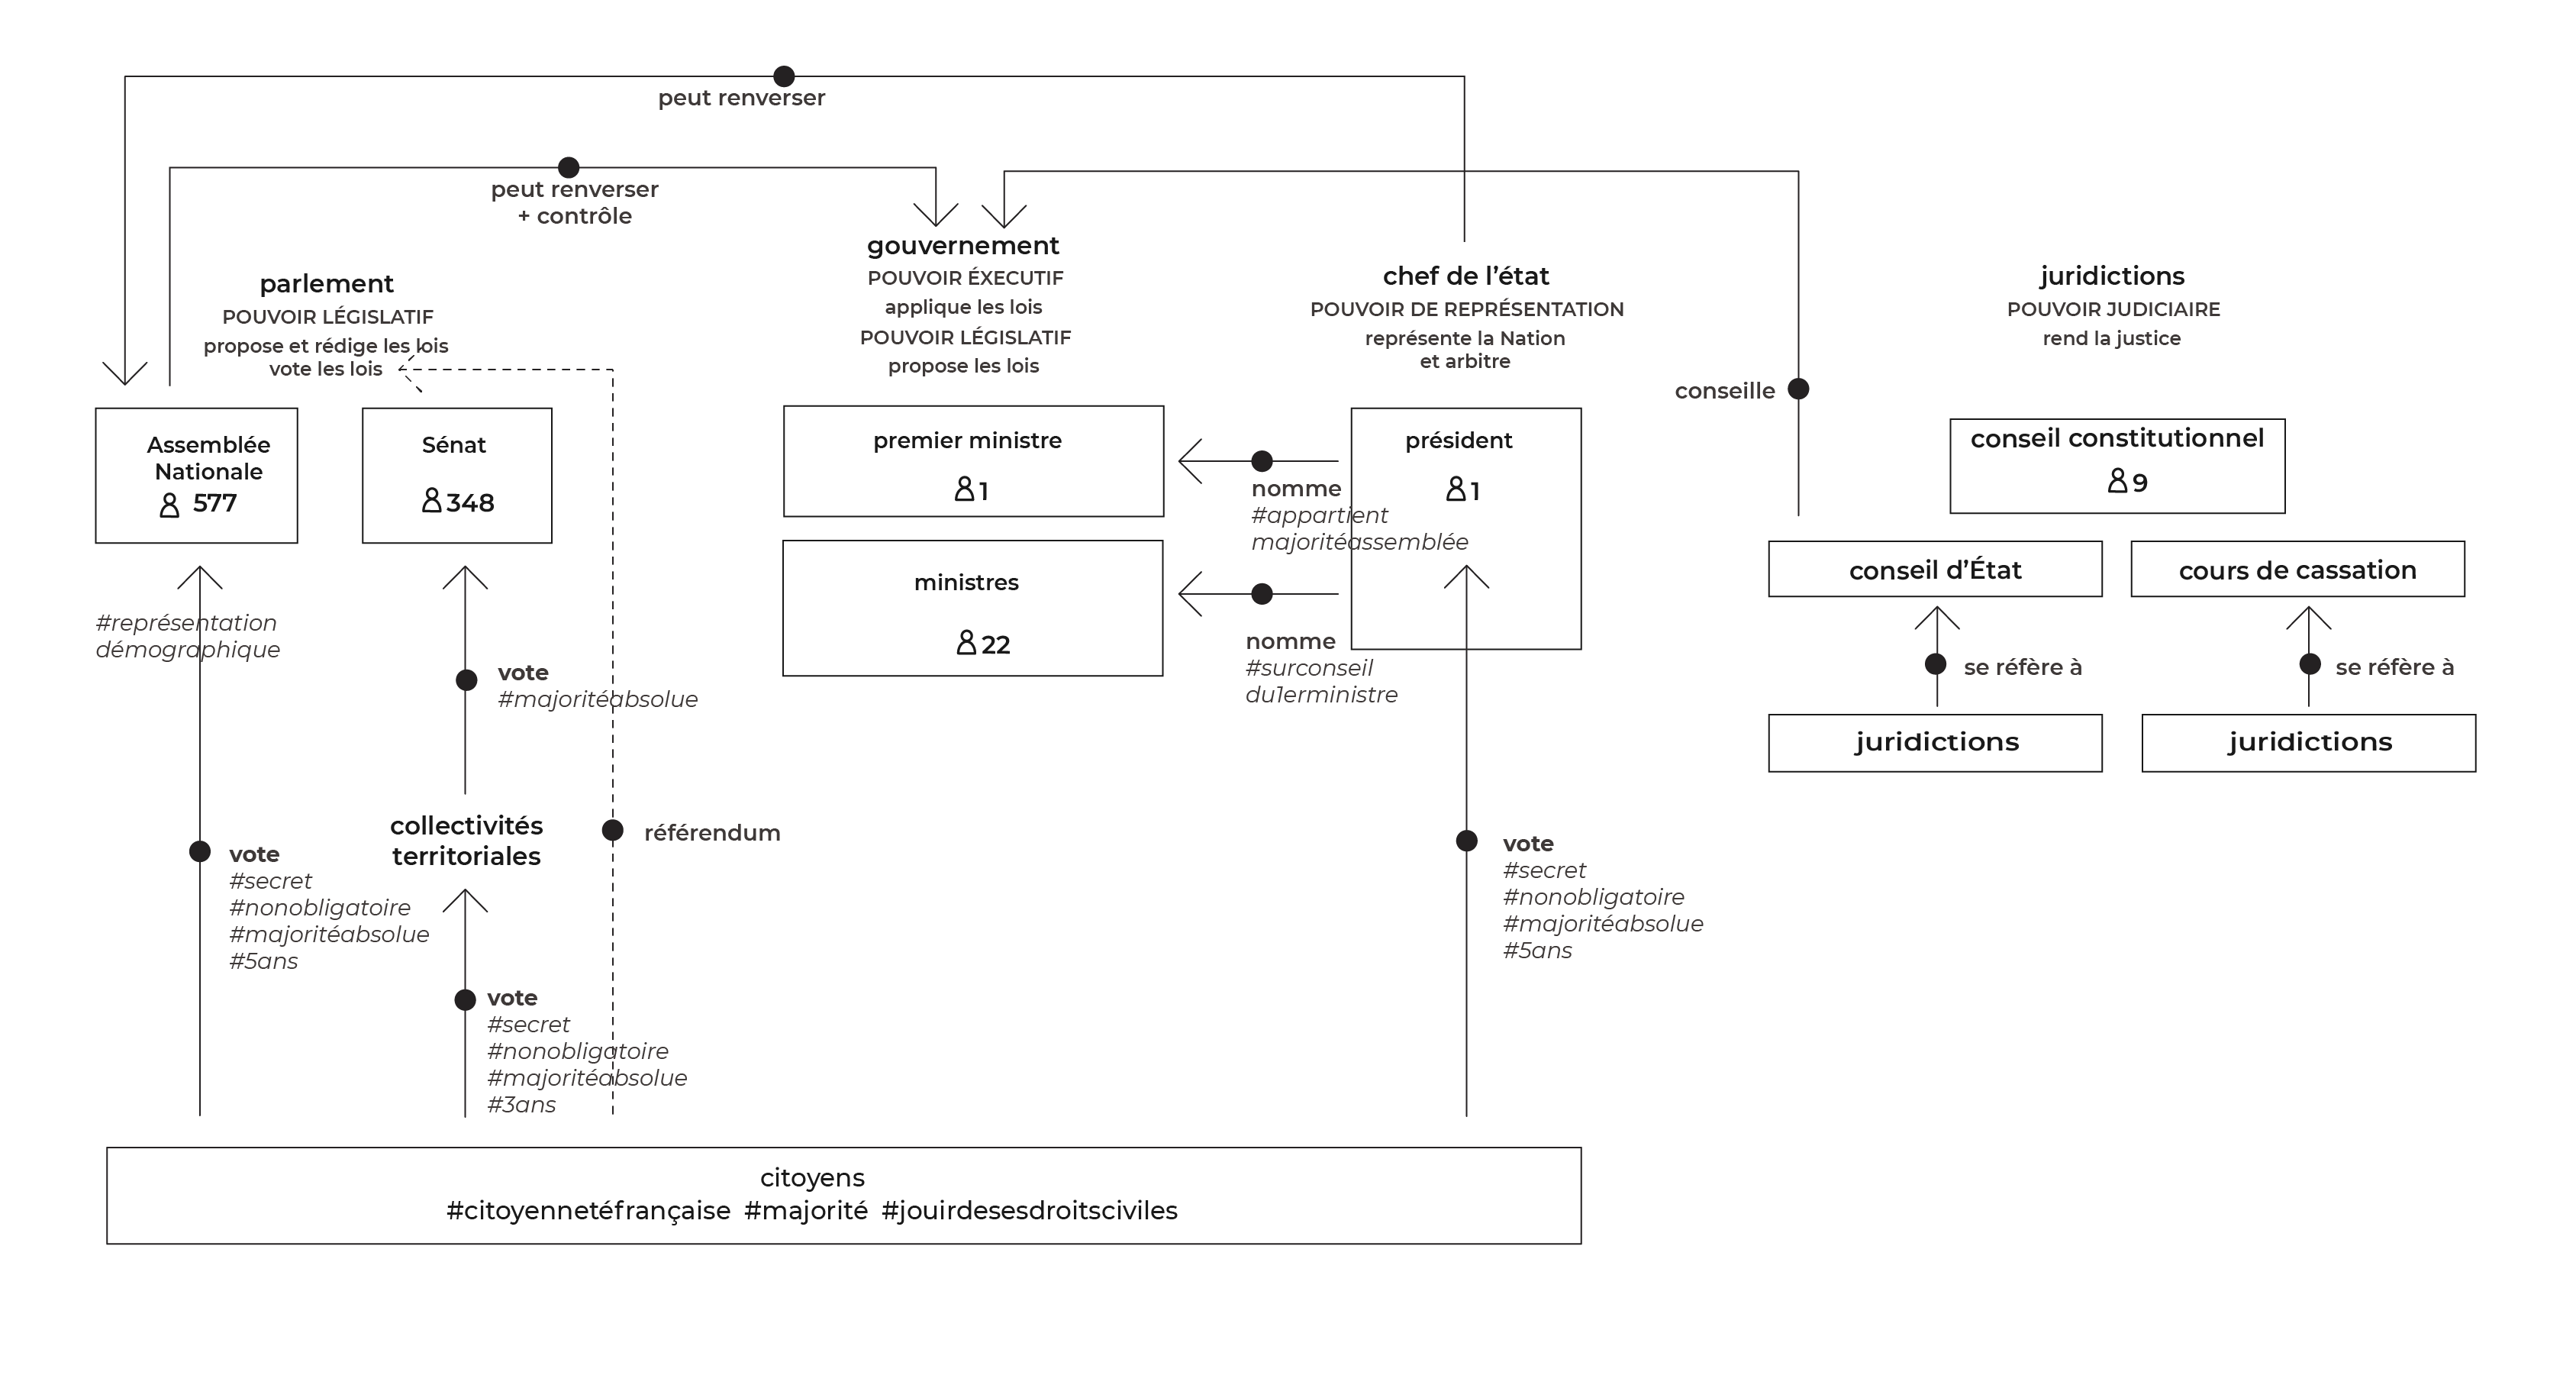 peut renverser
peut renverser
+ contrôle
parlement
POUVOIR LÉGISLATIF
propose et rédige les lois
vote les lois
gouvernement
POUVOIR ÉXECUTIF
applique les lois
POUVOIR LÉGISLATIF
propose les lois
chef de l’état
POUVOIR DE REPRÉSENTATION
représente la Nation
et arbitre
juridictions
POUVOIR JUDICIAIRE
rend la justice
conseille
Assemblée
Nationale
577
Sénat
348
premier ministre
1
ministres
22
nomme
#appartient
majoritéassemblée
nomme
#surconseil
du1erministre
président
1
conseil constitutionnel
9
conseil d’État
cours de cassation
se réfère à
se réfère à
juridictions
juridictions
#représentation
démographique
vote
#majoritéabsolue
collectivités
territoriales
référendum
vote
#secret
#nonobligatoire
#majoritéabsolue
#5ans
vote
#secret
#nonobligatoire
#majoritéabsolue
#3ans
vote
#secret
#nonobligatoire
#majoritéabsolue
#5ans
citoyens
#citoyennetéfrançaise #majorité #jouirdesesdroitsciviles